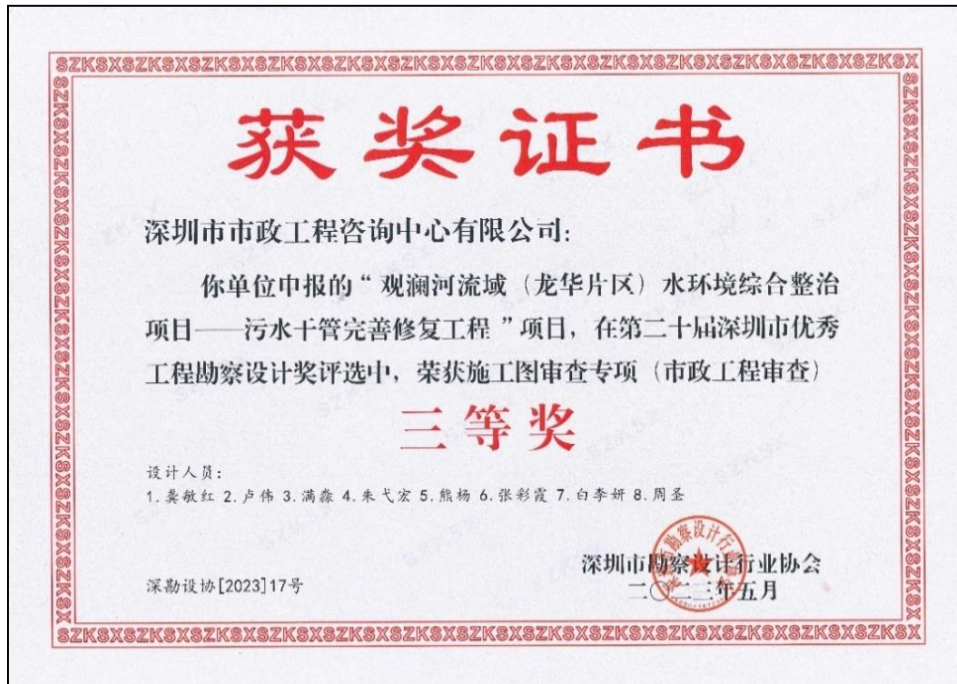 SZKSXSZKSXSZKSXSZKSXSZKSXSZKSXSZKSXSZKSXSZKSX
获奖证书
深圳市市政工程咨询中心有限公司：
你单位申报的“观澜河流域（龙华片区）水环境综合整治
项目——污水干管完善修复工程”项目，在第二十届深圳市优秀
工程勘察设计奖评选中，荣获施工图审查专项（市政工程审查）
三等奖
设计人员：
1.龚敏红 2.卢伟 3.满淼 4.朱弋宏 5.熊杨 6.张彩霞 7.白李妍 8.周圣
深圳市勘察设计行业协会
深勘设协[2023]17号
二〇二三年五月
SZKSXSZKSXSZKSXSZKSXSZKSXSZKSXSZKSXSZKSXSZKSX